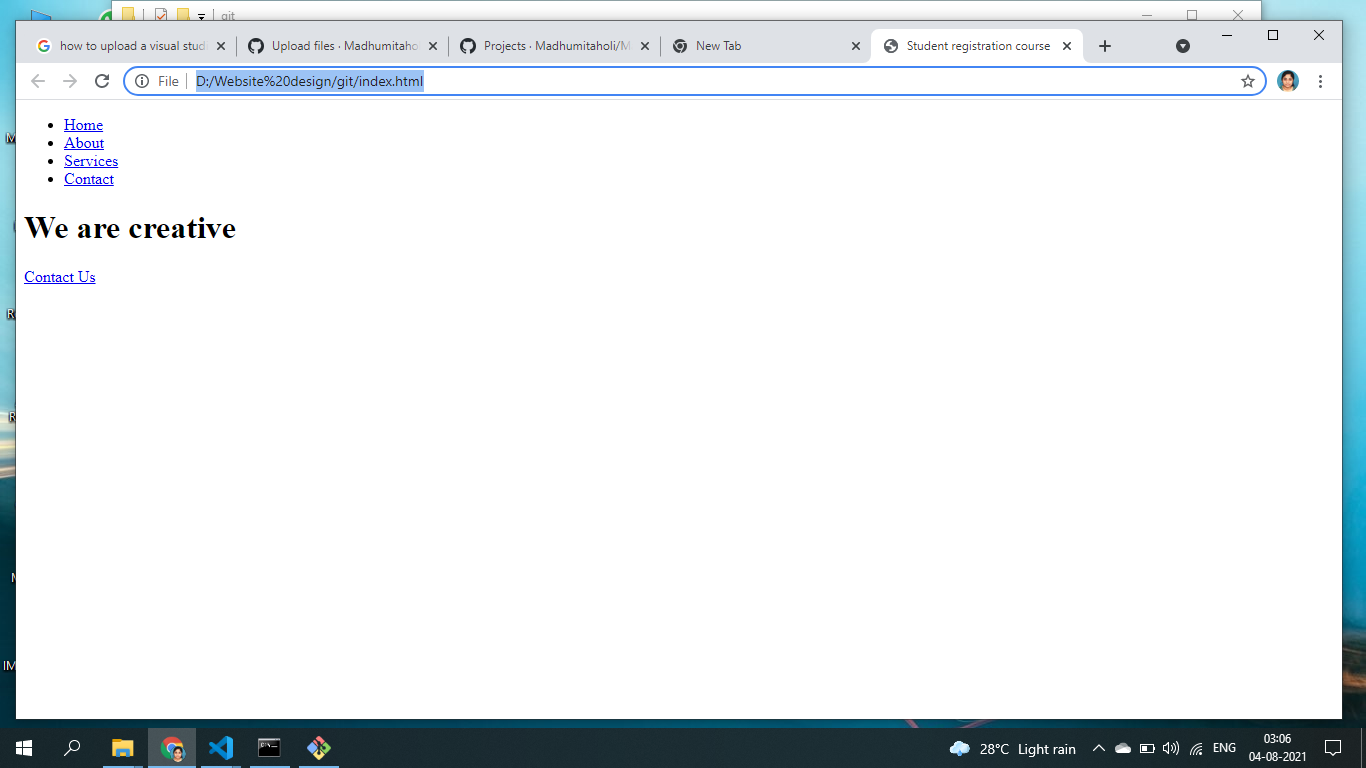 git
how to upload a visual stud
Upload files · Madhumitahol
Projects · Madhumitaholi/M
New Tab
Student registration course
File
D:/Website%20design/git/index.html
Home
About
Services
Contact
We are creative
Contact Us
28°C Light rain
ENG
03:06
04-08-2021